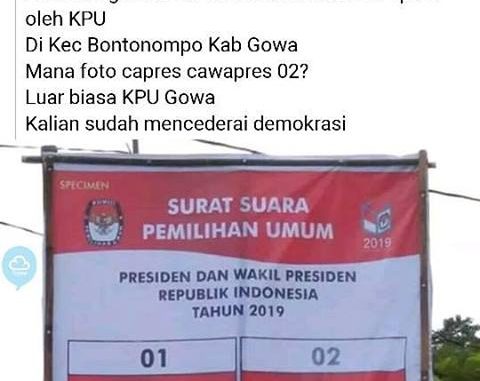 oleh KPU
Di Kec Bontonompo Kab Gowa
Mana foto capres cawapres 02?
Luar biasa KPU Gowa
Kalian sudah mencederai demokrasi
SPECIMEN
SURAT SUARA
PEMILIHAN UMUM
2019
PRESIDEN DAN WAKIL PRESIDEN
REPUBLIK INDONESIA
TAHUN 2019
01
02